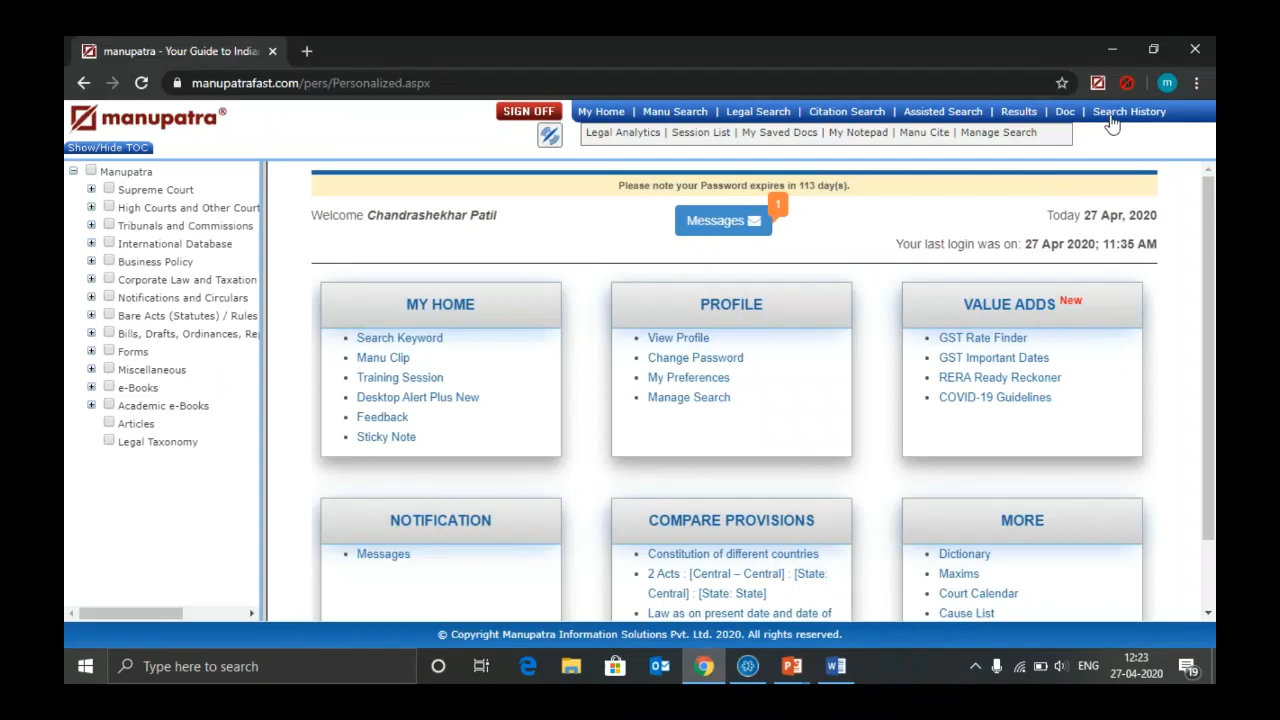 manupatra - Your Guide to India
manupatrafast.com/pers/Personalized.aspx
m
manupatra®
SIGN OFF
My Home | Manu Search | Legal Search | Citation Search | Assisted Search | Results | Doc | Search History
Legal Analytics | Session List | My Saved Docs | My Notepad | Manu Cite | Manage Search
Show/Hide TOC
Manupatra
Supreme Court
High Courts and Other Court
Tribunals and Commissions
International Database
Business Policy
Corporate Law and Taxation
Notifications and Circulars
Bare Acts (Statutes) / Rules
Bills, Drafts, Ordinances, Re
Forms
Miscellaneous
e-Books
Academic e-Books
Articles
Legal Taxonomy
Please note your Password expires in 113 day(s).
Welcome Chandrashekhar Patil
Messages
1
Today 27 Apr, 2020
Your last login was on: 27 Apr 2020; 11:35 AM
MY HOME
Search Keyword
Manu Clip
Training Session
Desktop Alert Plus New
Feedback
Sticky Note
PROFILE
View Profile
Change Password
My Preferences
Manage Search
VALUE ADDS New
GST Rate Finder
GST Important Dates
RERA Ready Reckoner
COVID-19 Guidelines
NOTIFICATION
Messages
COMPARE PROVISIONS
Constitution of different countries
2 Acts : [Central – Central] : [State:
Central] : [State: State]
Law as on present date and date of
MORE
Dictionary
Maxims
Court Calendar
Cause List
© Copyright Manupatra Information Solutions Pvt. Ltd. 2020. All rights reserved.
Type here to search
ENG
12:23
27-04-2020
19